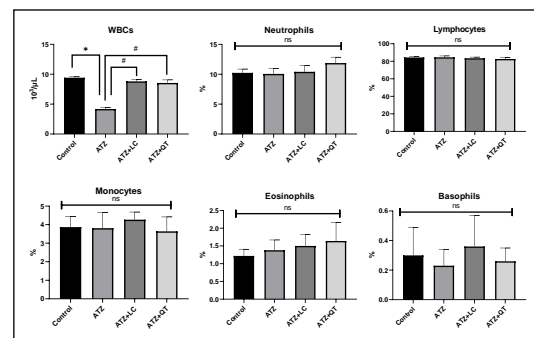 WBCs
*
#
#
10³/µL
15
10
5
0
Control
ATZ
ATZ+LC
ATZ+QT
Neutrophils
ns
%
15
10
5
0
Control
ATZ
ATZ+LC
ATZ+QT
Lymphocytes
ns
%
100
80
60
40
20
0
Control
ATZ
ATZ+LC
ATZ+QT
Monocytes
ns
%
5
4
3
2
1
0
Control
ATZ
ATZ+LC
ATZ+QT
Eosinophils
ns
%
2.5
2.0
1.5
1.0
0.5
0.0
Control
ATZ
ATZ+LC
ATZ+QT
Basophils
ns
%
0.6
0.4
0.2
0.0
Control
ATZ
ATZ+LC
ATZ+QT